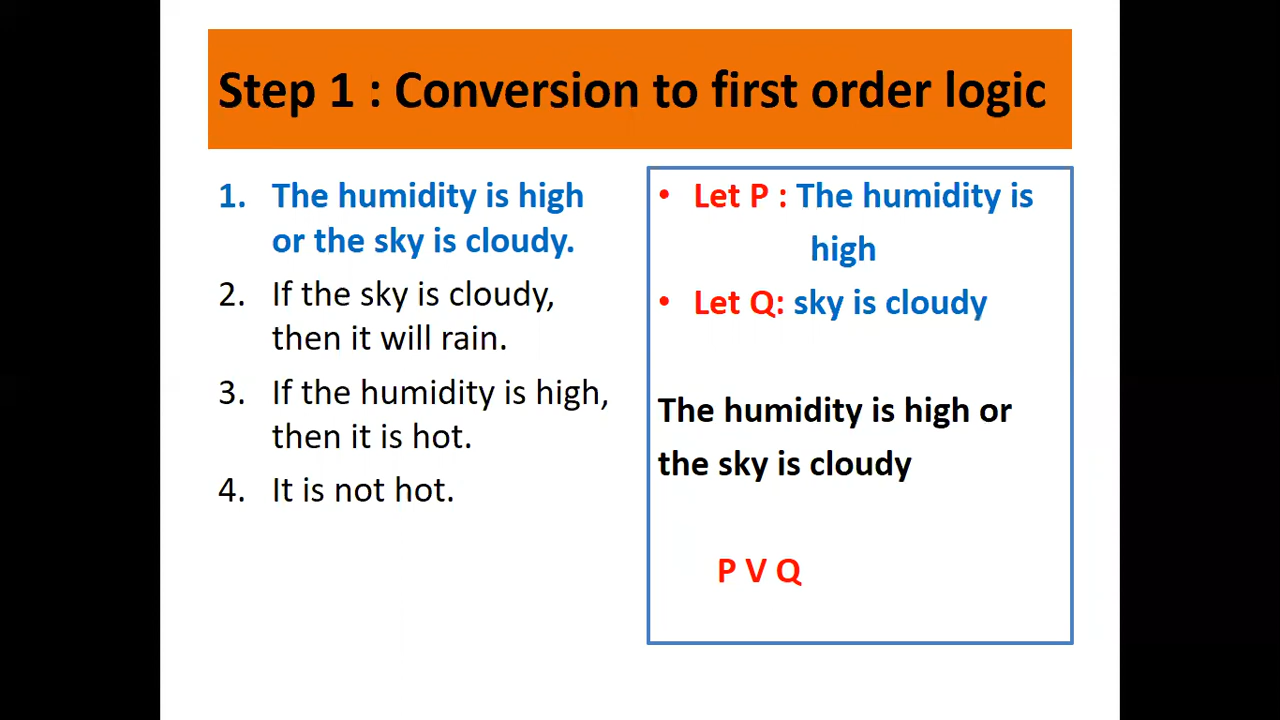 Step 1 : Conversion to first order logic
1. The humidity is high
or the sky is cloudy.
2. If the sky is cloudy,
then it will rain.
3. If the humidity is high,
then it is hot.
4. It is not hot.
• Let P : The humidity is
high
• Let Q: sky is cloudy
The humidity is high or
the sky is cloudy
P V Q